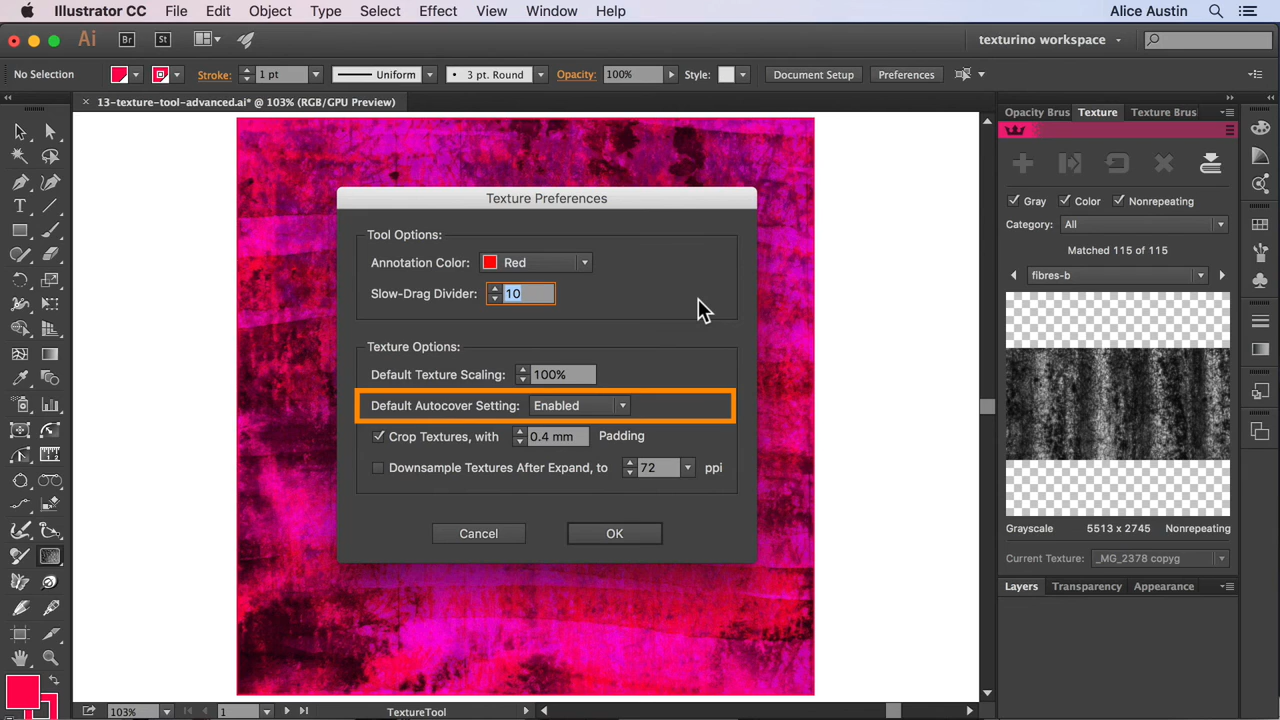 Illustrator CC File Edit Object Type Select Effect View Window Help Alice Austin
Ai Br St texturino workspace
No Selection Stroke: 1 pt Uniform 3 pt. Round Opacity: 100% Style: Document Setup Preferences
13-texture-tool-advanced.ai* @ 103% (RGB/GPU Preview)
Opacity Brus Texture Texture Brus
Gray Color Nonrepeating
Category: All
Matched 115 of 115
fibres-b
Grayscale 5513 x 2745 Nonrepeating
Current Texture: _MG_2378 copyg
Layers Transparency Appearance
Texture Preferences
Tool Options:
Annotation Color: Red
Slow-Drag Divider: 10
Texture Options:
Default Texture Scaling: 100%
Default Autocover Setting: Enabled
Crop Textures, with 0.4 mm Padding
Downsample Textures After Expand, to 72 ppi
Cancel OK
103% 1 TextureTool